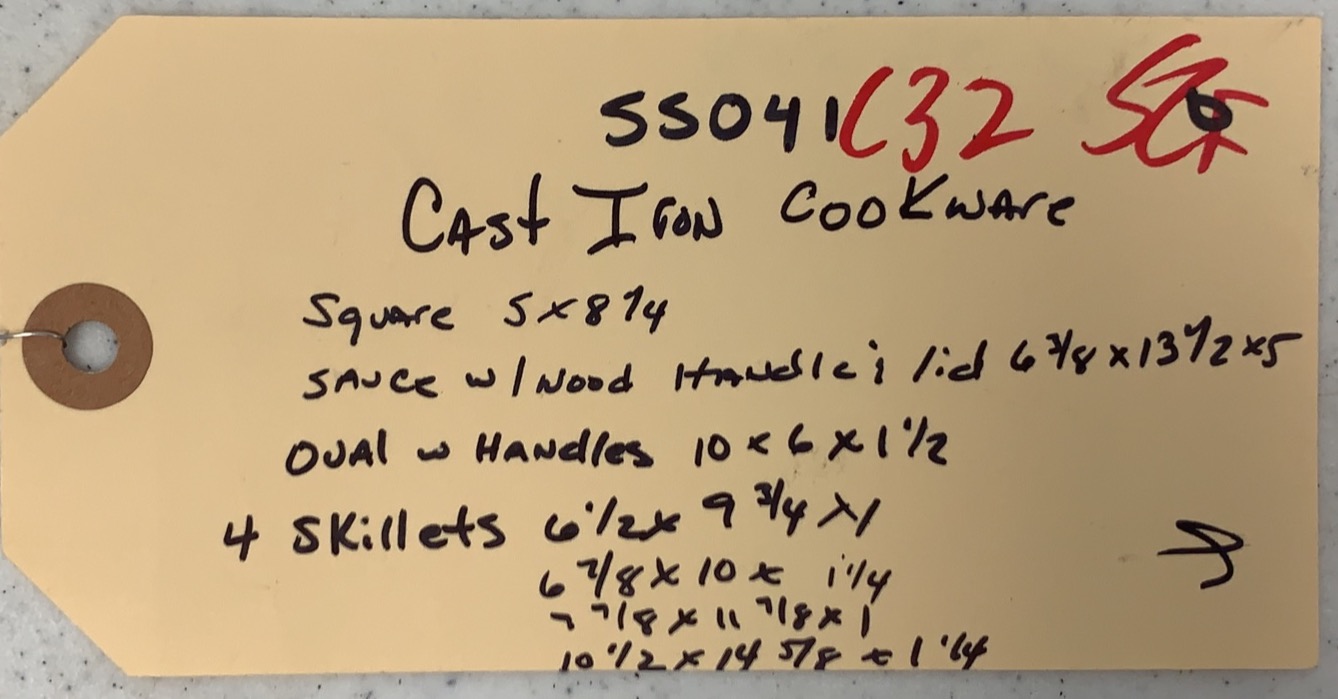 SS041 C32
Cast Iron Cookware
Square 5 x 8 1/4
Sauce w/ wood Handle; lid 6 3/8 x 13 1/2 x 5
Oval w Handles 10 x 6 x 1 1/2
4 Skillets 6 1/2 x 9 3/4 x 1
6 7/8 x 10 x 1 1/4
7 7/8 x 11 7/8 x 1
10 1/2 x 14 5/8 x 1 1/4